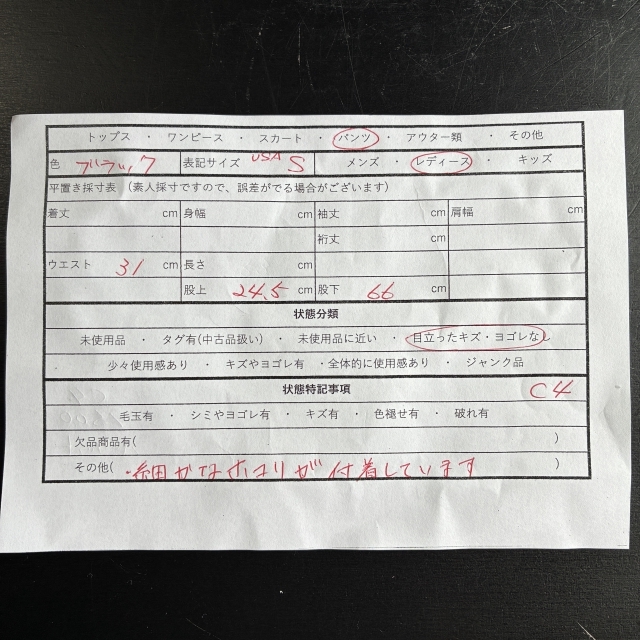 トップス ・ ワンピース ・ スカート ・ パンツ ・ アウター類 ・ その他
色 ブラック 表記サイズ USA S メンズ ・ レディース ・ キッズ
平置き採寸表 （素人採寸ですので、誤差がでる場合がございます）
着丈 cm 身幅 cm 袖丈 cm 肩幅 cm
裄丈 cm
ウエスト 31 cm 長さ cm
股上 24.5 cm 股下 66 cm
状態分類
未使用品 ・ タグ有(中古品扱い) ・ 未使用品に近い ・ 目立ったキズ・ヨゴレなし
少々使用感あり ・ キズやヨゴレ有 ・全体的に使用感あり ・ ジャンク品
状態特記事項 C4
毛玉有 ・ シミやヨゴレ有 ・ キズ有 ・ 色褪せ有 ・ 破れ有
欠品商品有( )
その他( ・細かなホコリが付着しています )